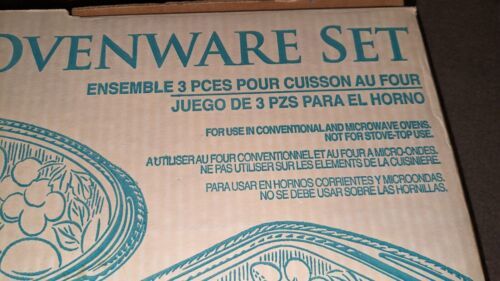 OVENWARE SET
ENSEMBLE 3 PCES POUR CUISSON AU FOUR
JUEGO DE 3 PZS PARA EL HORNO
FOR USE IN CONVENTIONAL AND MICROWAVE OVENS.
NOT FOR STOVE-TOP USE.
A UTILISER AU FOUR CONVENTIONNEL ET AU FOUR A MICRO-ONDES.
NE PAS UTILISER SUR LES ELEMENTS DE LA CUISINIERE.
PARA USAR EN HORNOS CORRIENTES Y MICROONDAS.
NO SE DEBE USAR SOBRE LAS HORNILLAS.